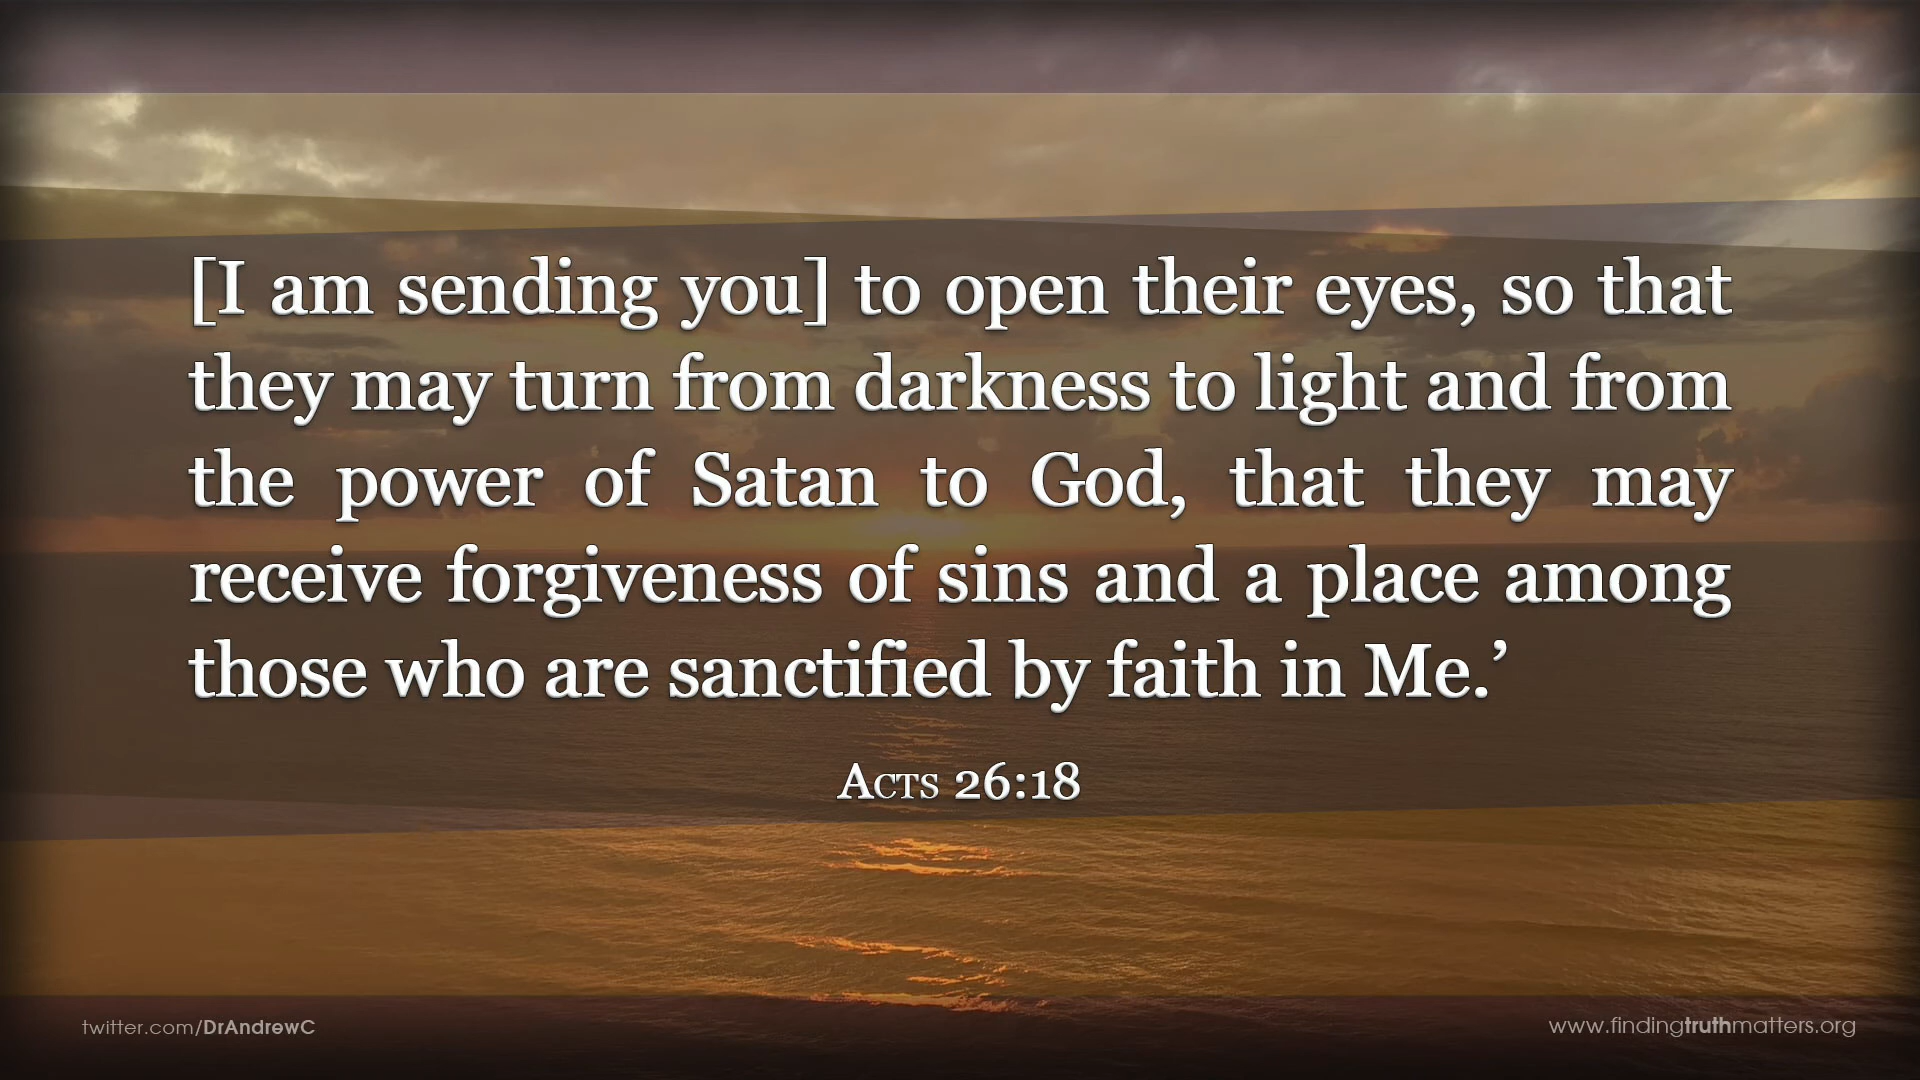 [I am sending you] to open their eyes, so that
they may turn from darkness to light and from
the power of Satan to God, that they may
receive forgiveness of sins and a place among
those who are sanctified by faith in Me.’
Acts 26:18
twitter.com/DrAndrewC
www.findingtruthmatters.org